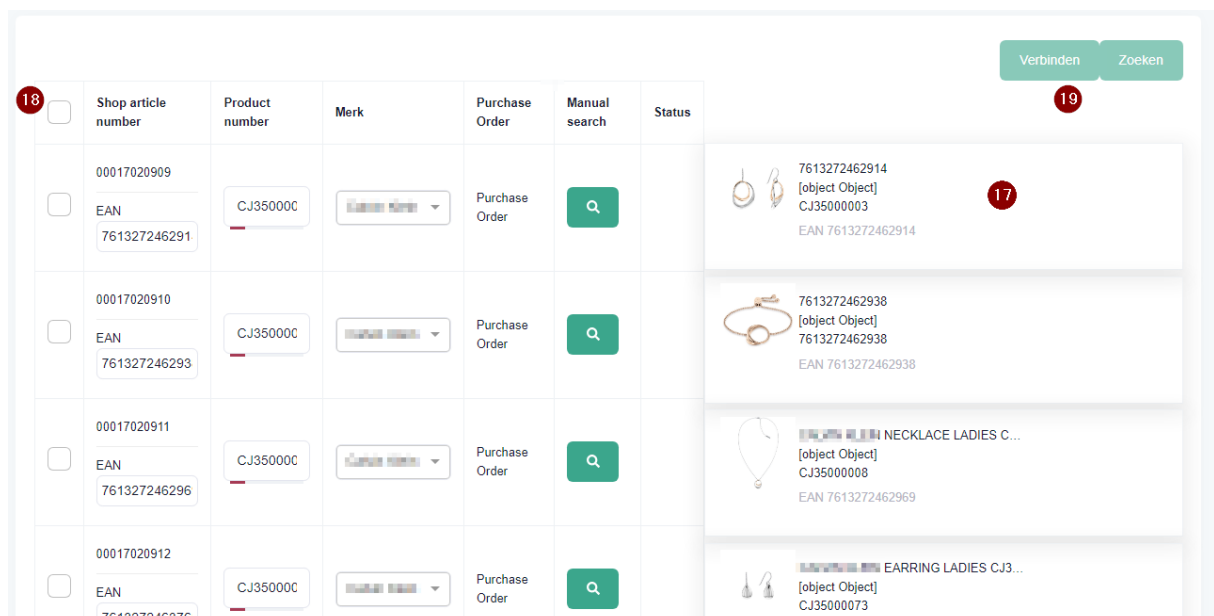 Verbinden Zoeken
18
19
Shop article number
Product number
Merk
Purchase Order
Manual search
Status
00017020909
EAN
761327246291
CJ350000
Purchase Order
7613272462914
[object Object]
CJ35000003
EAN 7613272462914
17
00017020910
EAN
761327246293
CJ350000
Purchase Order
7613272462938
[object Object]
7613272462938
EAN 7613272462938
00017020911
EAN
761327246296
CJ350000
Purchase Order
NECKLACE LADIES C...
[object Object]
CJ35000008
EAN 7613272462969
00017020912
EAN
CJ350000
Purchase Order
EARRING LADIES CJ3...
[object Object]
CJ35000073